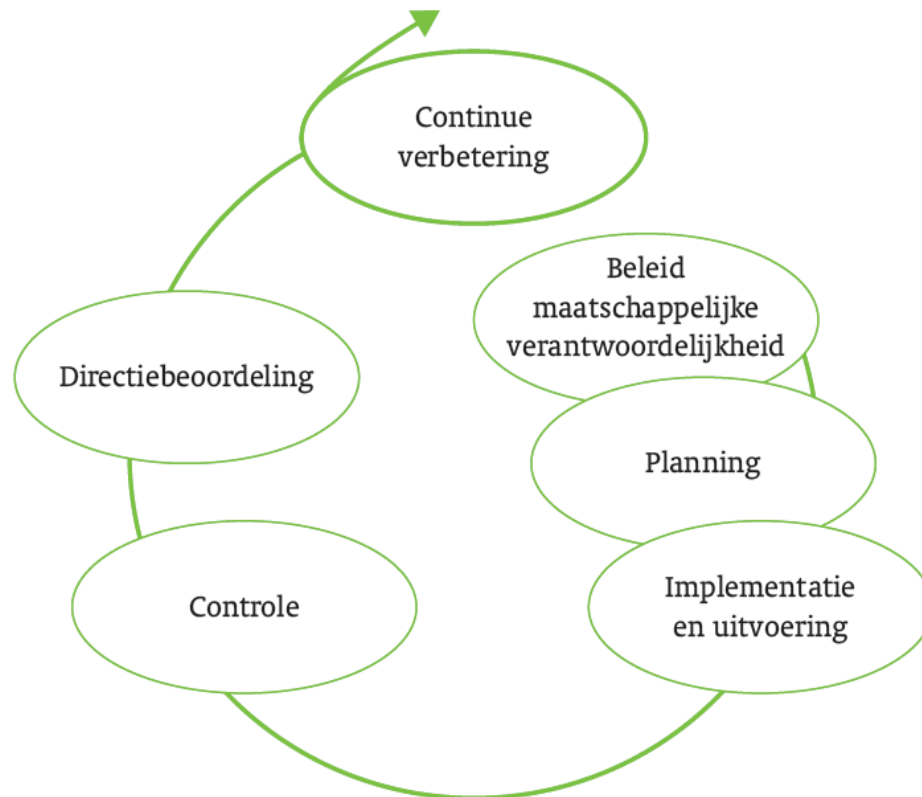 Continue
verbetering
Beleid
maatschappelijke
verantwoordelijkheid
Planning
Implementatie
en uitvoering
Controle
Directiebeoordeling